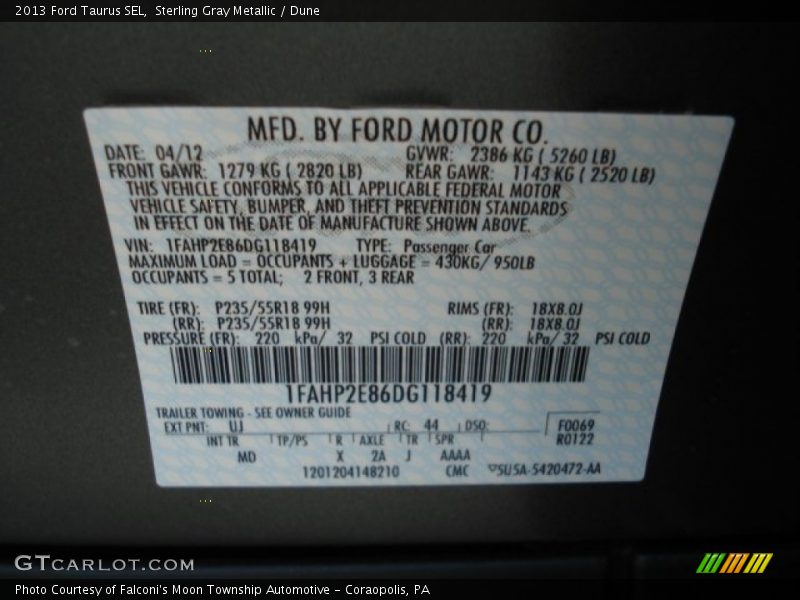 2013 Ford Taurus SEL,  Sterling Gray Metallic / Dune
MFD. BY FORD MOTOR CO.
DATE: 04/12 GVWR: 2386 KG ( 5260 LB)
FRONT GAWR: 1279 KG ( 2820 LB) REAR GAWR: 1143 KG ( 2520 LB)
THIS VEHICLE CONFORMS TO ALL APPLICABLE FEDERAL MOTOR
VEHICLE SAFETY, BUMPER, AND THEFT PREVENTION STANDARDS
IN EFFECT ON THE DATE OF MANUFACTURE SHOWN ABOVE.
VIN: 1FAHP2E86DG118419 TYPE: Passenger Car
MAXIMUM LOAD = OCCUPANTS + LUGGAGE = 430KG/ 950LB
OCCUPANTS = 5 TOTAL; 2 FRONT, 3 REAR
TIRE (FR): P235/55R18 99H RIMS (FR): 18X8.0J
(RR): P235/55R18 99H (RR): 18X8.0J
PRESSURE (FR): 220 kPa/ 32 PSI COLD (RR): 220 kPa/ 32 PSI COLD
1FAHP2E86DG118419
TRAILER TOWING - SEE OWNER GUIDE
EXT PNT: UJ RC: 44 DSO: F0069
INT TR TP/PS R AXLE TR SPR R0122
MD X 2A J AAAA
1201204148210 CMC SUSA-5420472-AA
GTCARLOT.COM
Photo Courtesy of Falconi's Moon Township Automotive - Coraopolis, PA